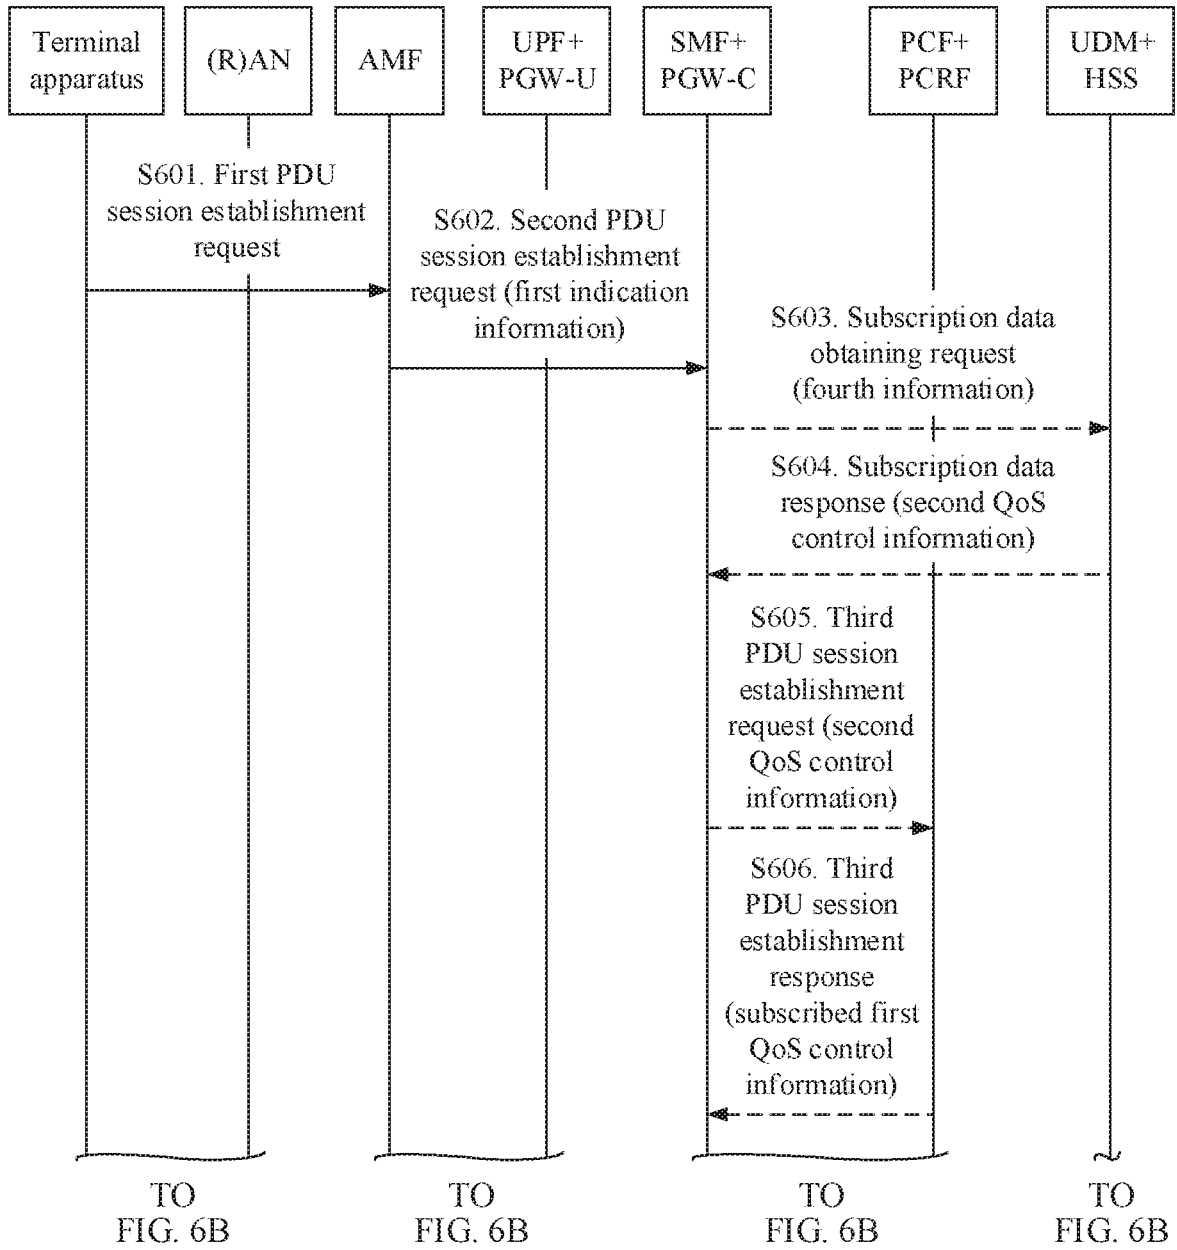 Terminal
apparatus
(R)AN
AMF
UPF+
PGW-U
SMF+
PGW-C
PCF+
PCRF
UDM+
HSS
S601. First PDU
session establishment
request
S602. Second PDU
session establishment
request (first indication
information)
S603. Subscription data
obtaining request
(fourth information)
S604. Subscription data
response (second QoS
control information)
S605. Third
PDU session
establishment
request (second
QoS control
information)
S606. Third
PDU session
establishment
response
(subscribed first
QoS control
information)
TO
FIG. 6B
TO
FIG. 6B
TO
FIG. 6B
TO
FIG. 6B